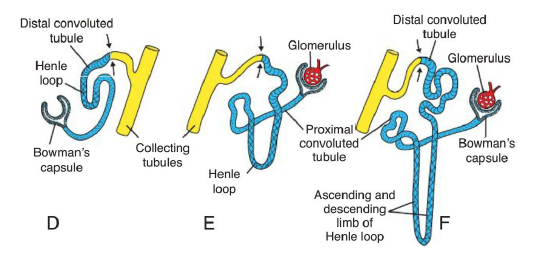 Distal convoluted
tubule
Henle
loop
Bowman's
capsule
Collecting
tubules
D
Glomerulus
Proximal
convoluted
tubule
Henle
loop
E
Distal convoluted
tubule
Glomerulus
Bowman's
capsule
Ascending and
descending
limb of
Henle loop
F